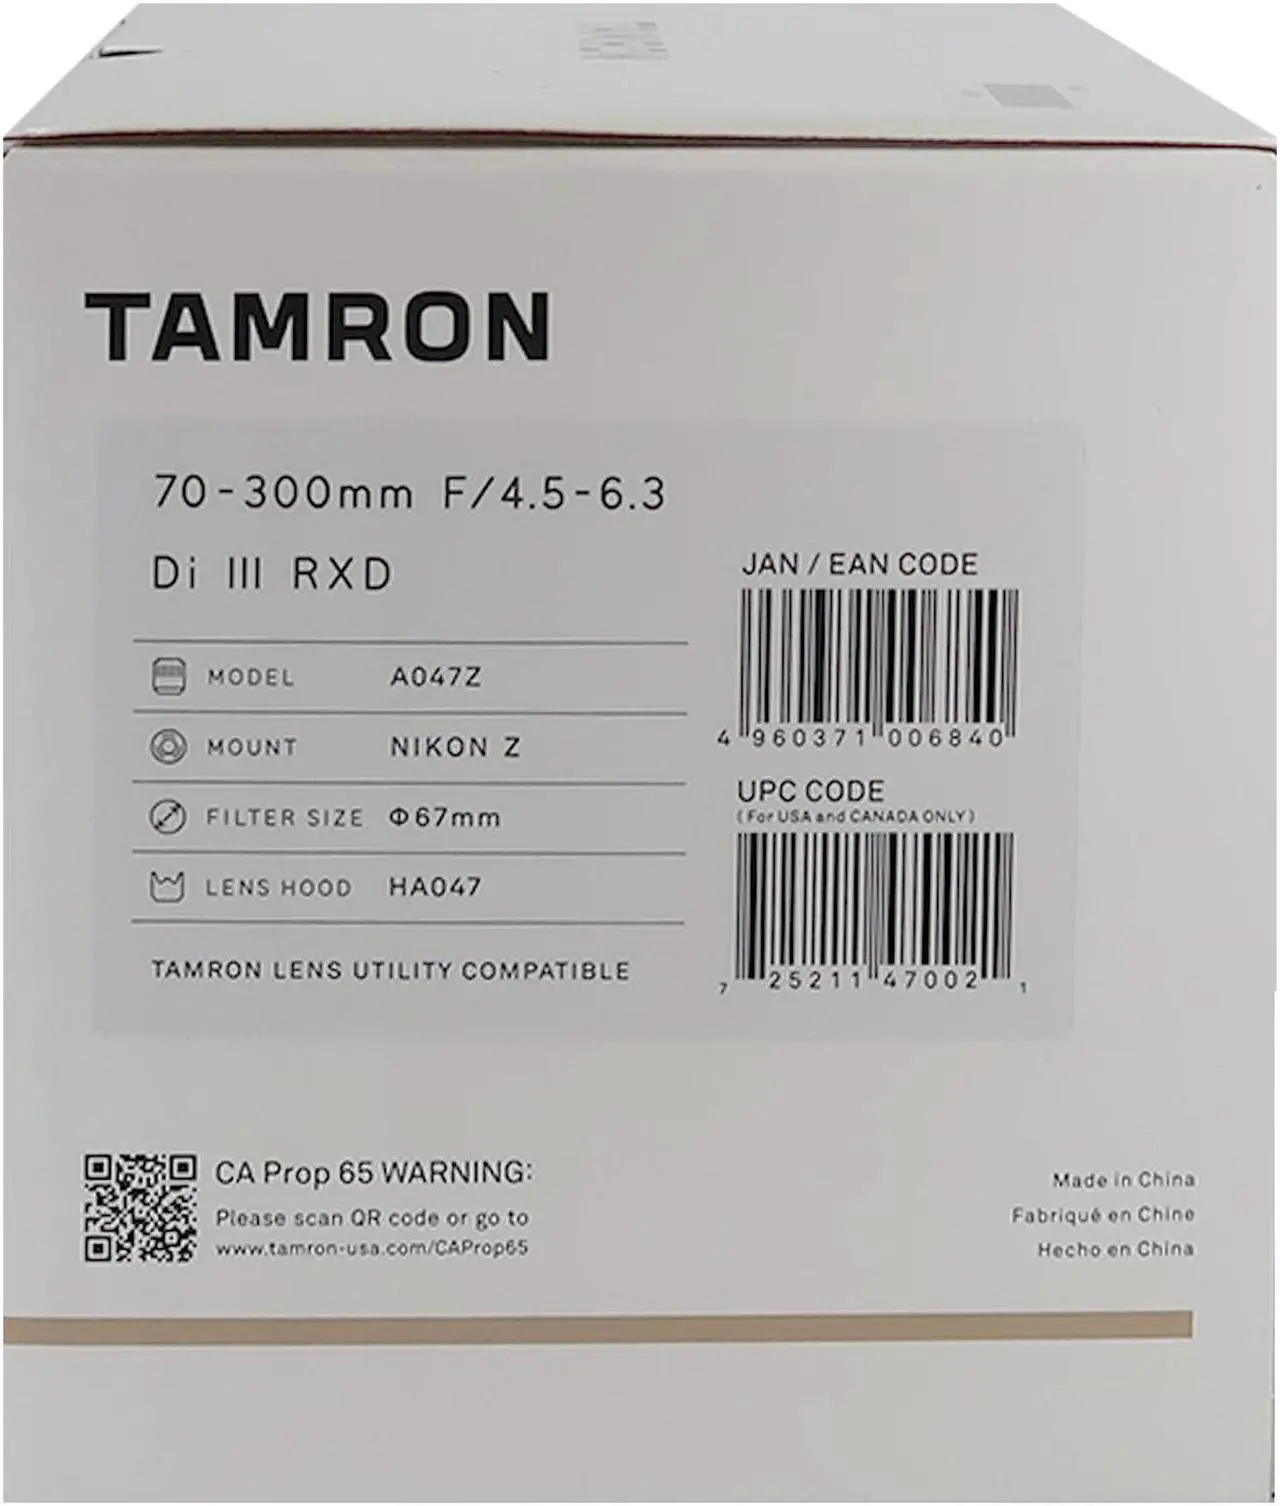 TAMRON
70-300mm F/4.5-6.3
Di III RXD
MODEL A047Z
MOUNT NIKON Z
FILTER SIZE Φ67mm
LENS HOOD HA047
TAMRON LENS UTILITY COMPATIBLE
JAN / EAN CODE
4 960371 006840
UPC CODE
(For USA and CANADA ONLY)
7 25211 47002 1
CA Prop 65 WARNING:
Please scan QR code or go to
www.tamron-usa.com/CAProp65
Made in China
Fabriqué en Chine
Hecho en China